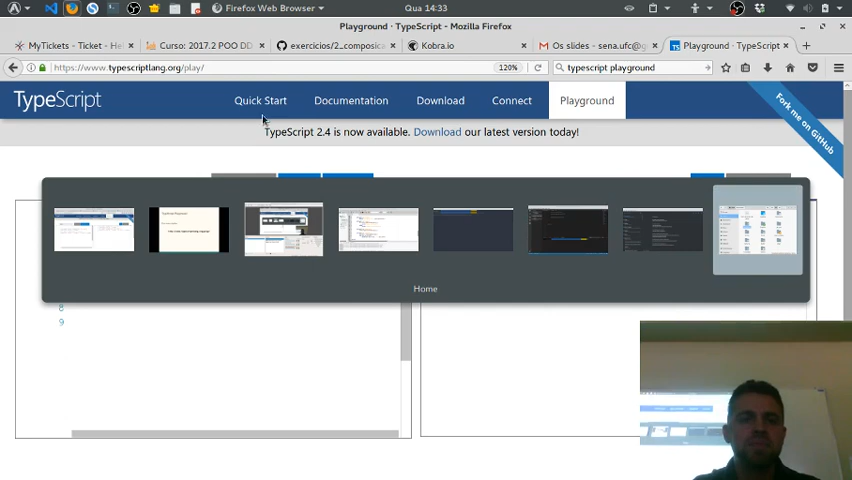 Firefox Web Browser
Qua 14:33
Playground · TypeScript - Mozilla Firefox
MyTickets - Ticket - He
Curso: 2017.2 POO DD
exercicios/2_composica
Kobra.io
Os slides - sena.ufc@g
Playground · TypeScript
https://www.typescriptlang.org/play/
120%
typescript playground
TypeScript
Quick Start
Documentation
Download
Connect
Playground
Fork me on GitHub
TypeScript 2.4 is now available. Download our latest version today!
Home
8
9